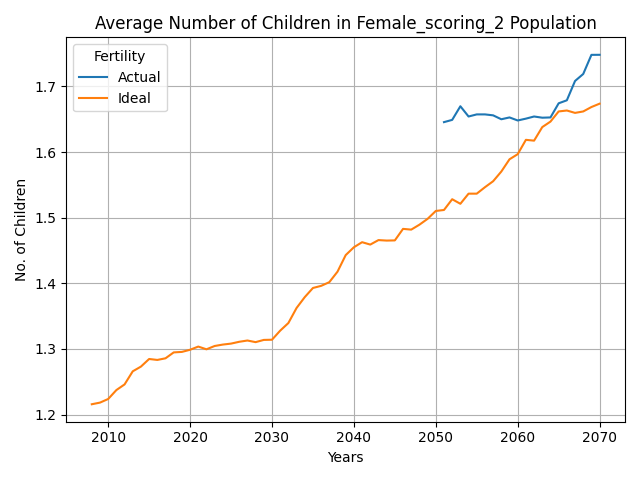 Average Number of Children in Female_scoring_2 Population
Fertility
Actual
Ideal
No. of Children
1.7
1.6
1.5
1.4
1.3
1.2
2010 2020 2030 2040 2050 2060 2070
Years